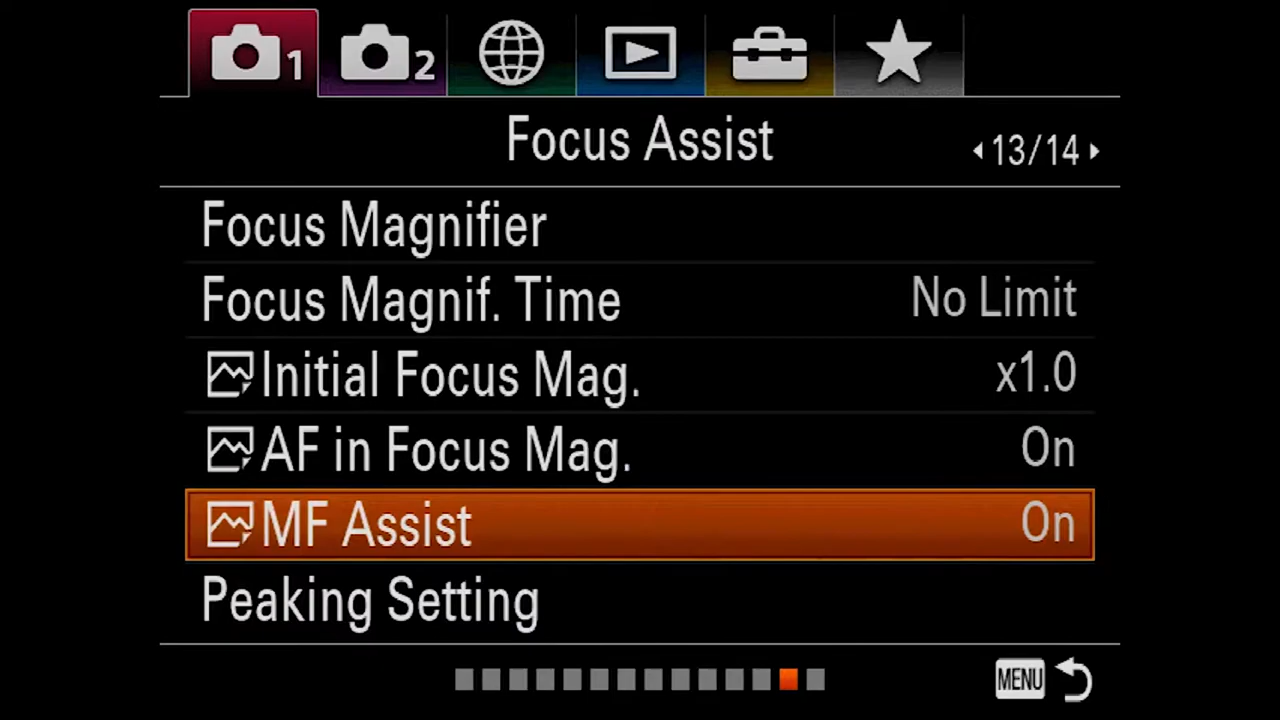 1 2
Focus Assist
13/14
Focus Magnifier
Focus Magnif. Time No Limit
Initial Focus Mag. x1.0
AF in Focus Mag. On
MF Assist On
Peaking Setting
MENU